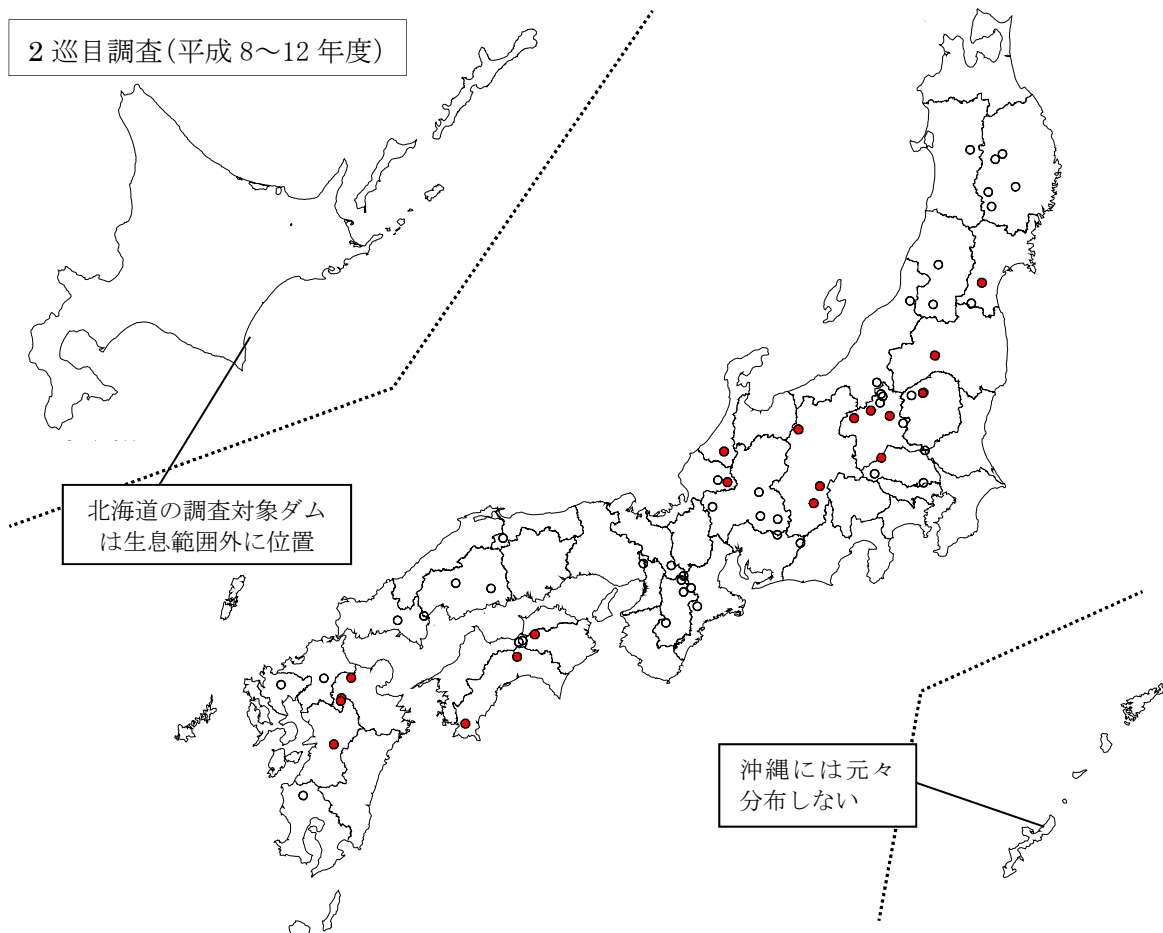 2 巡目調査(平成 8～12 年度)
北海道の調査対象ダム
は生息範囲外に位置
沖縄には元々
分布しない